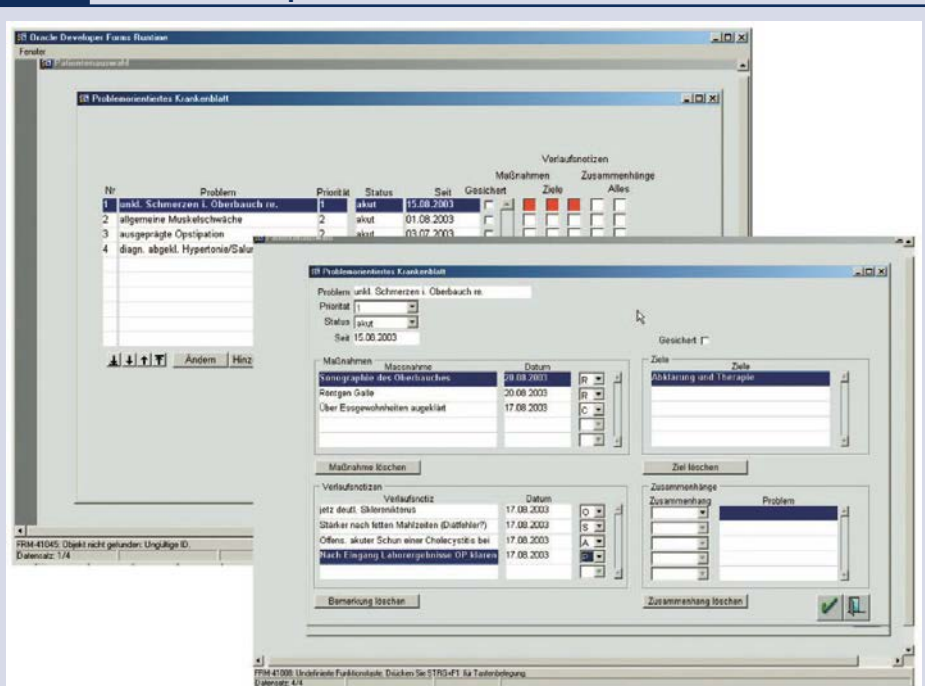 Oracle Developer Forms Runtime
Fenster
Patientenauswahl
Problemorientiertes Krankenblatt
Verlaufsnotizen
Maßnahmen Zusammenhänge
Nr Problem Priorität Status Seit Gesichert Ziele Alles
1 unkl. Schmerzen i. Oberbauch re. 1 akut 15.08.2003
2 allgemeine Muskelschwäche 2 akut 01.08.2003
3 ausgeprägte Opstipation 2 akut 03.07.2003
4 diagn. abgekl. Hypertonie/Salur
Ändern Hinz
FRM-41045: Objekt nicht gefunden: Ungültige ID.
Datensatz: 1/4
Problemorientiertes Krankenblatt
Problem unkl. Schmerzen i. Oberbauch re.
Priorität 1
Status akut
Seit 15.08.2003
Gesichert
Maßnahmen
Massnahme Datum
Sonographie des Oberbauches 20.08.2003 R
Röntgen Galle 20.08.2003 R
Über Essgewohnheiten augeklärt 17.08.2003 C
Maßnahme löschen
Ziele
Ziele
Abklärung und Therapie
Ziel löschen
Verlaufsnotizen
Verlaufsnotiz Datum
jetz deutl. Sklerenikterus 17.08.2003 O
Stärker nach fetten Mahlzeiten (Diätfehler?) 17.08.2003 S
Offens. akuter Schun einer Cholecystitis bei 17.08.2003 A
Nach Eingang Laborergebnisse OP klären 17.08.2003 P
Bemerkung löschen
Zusammenhänge
Zusammenhang Problem
Zusammenhang löschen
FRM-41008: Undefinierte Funktionstaste. Drücken Sie STRG+F1 für Tastenbelegung.
Datensatz: 4/4